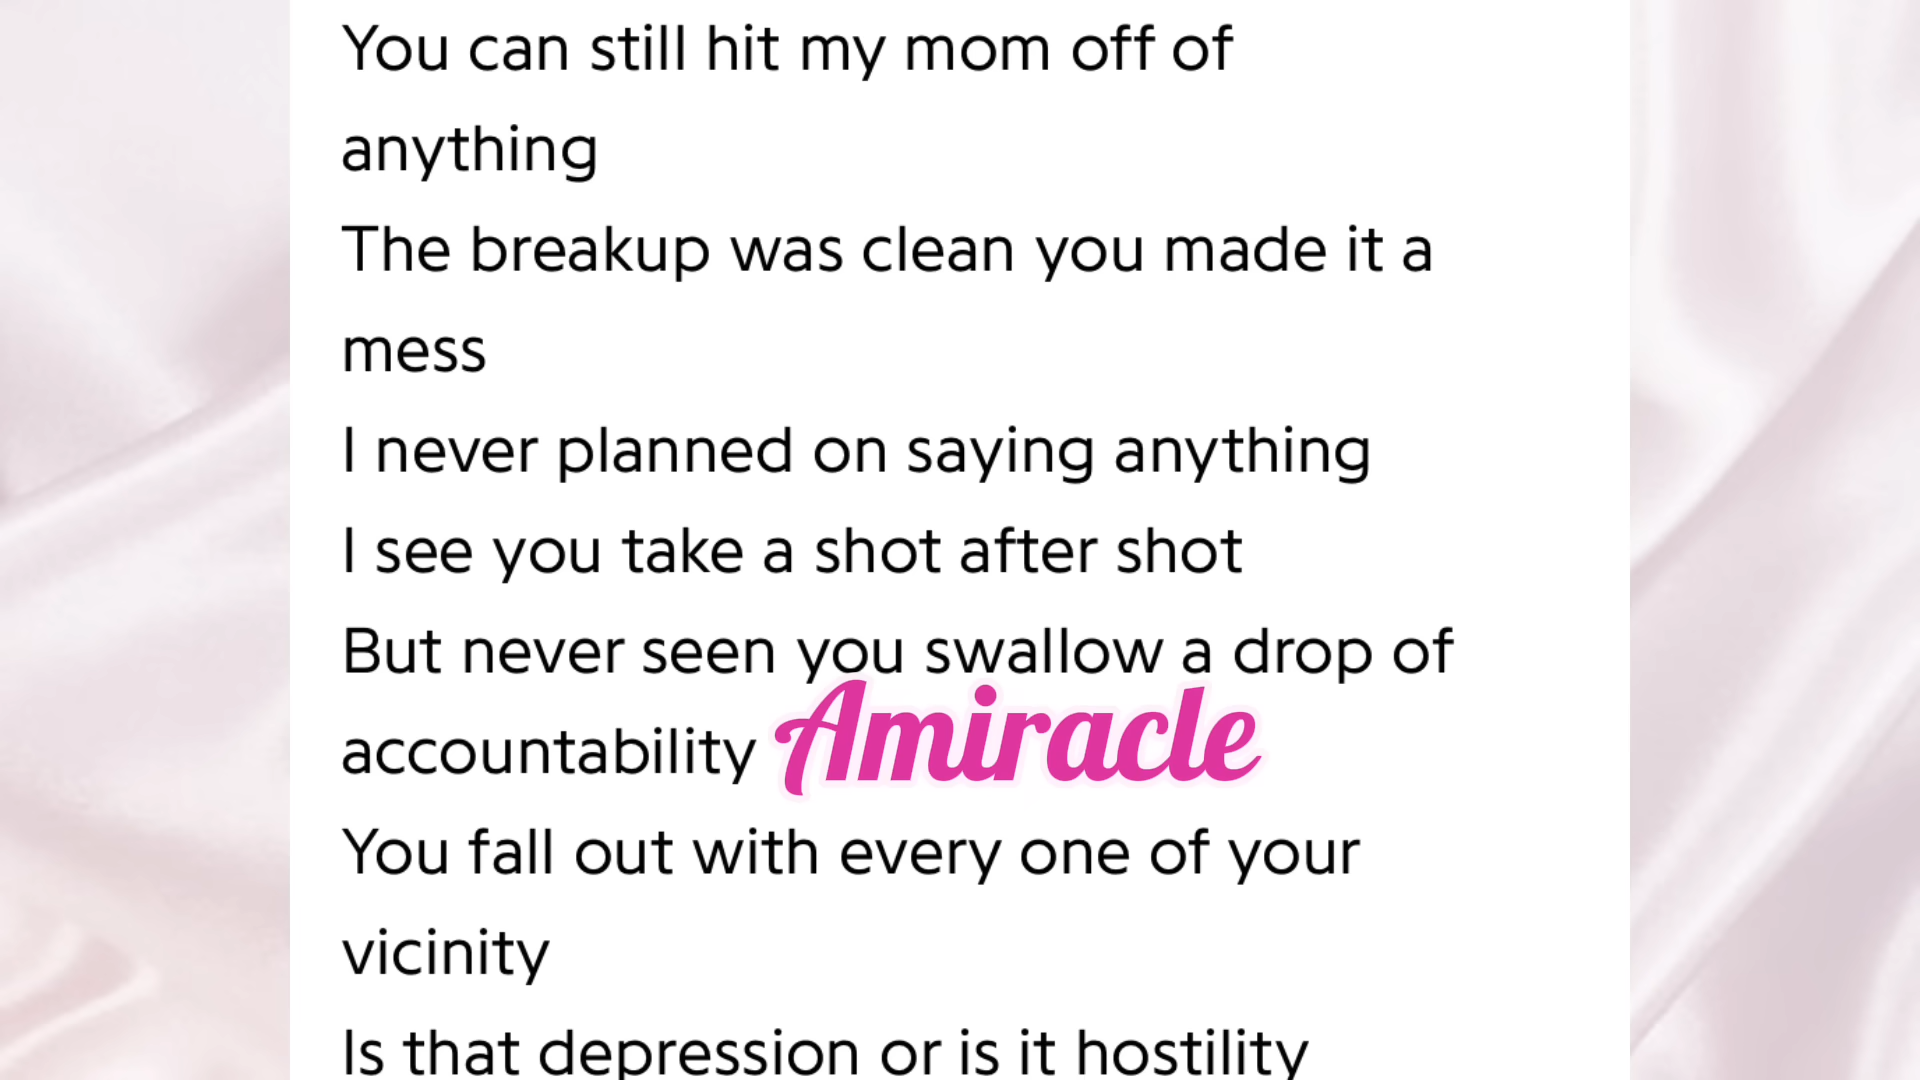 You can still hit my mom off of
anything
The breakup was clean you made it a
mess
I never planned on saying anything
I see you take a shot after shot
But never seen you swallow a drop of
accountability Amiracle
You fall out with every one of your
vicinity
Is that depression or is it hostility